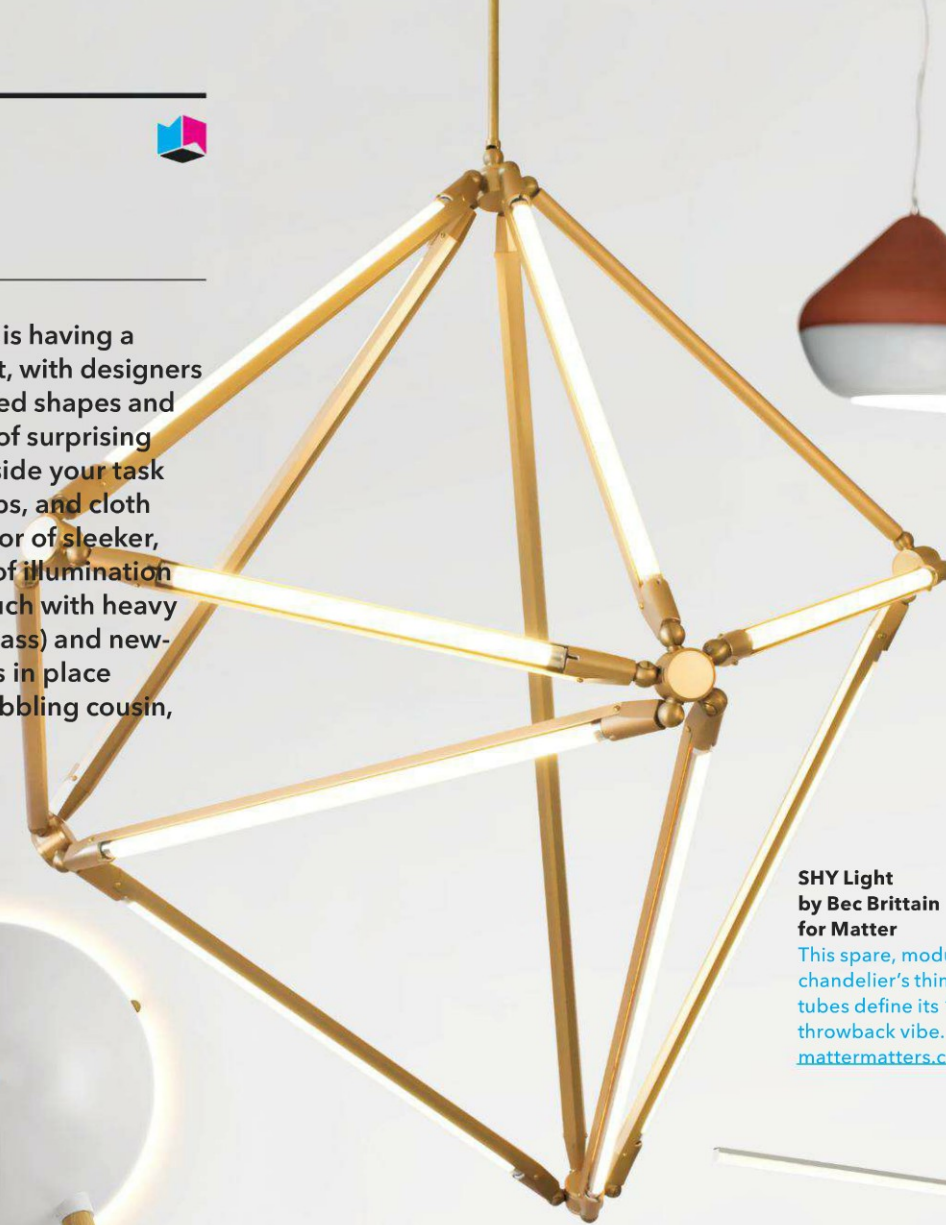 is having a
t, with designers
ed shapes and
of surprising
side your task
bs, and cloth
or of sleeker,
of illumination
uch with heavy
ass) and new-
s in place
bbling cousin,
SHY Light
by Bec Brittain
for Matter
This spare, modu
chandelier's thin
tubes define its
throwback vibe.
mattermatters.c